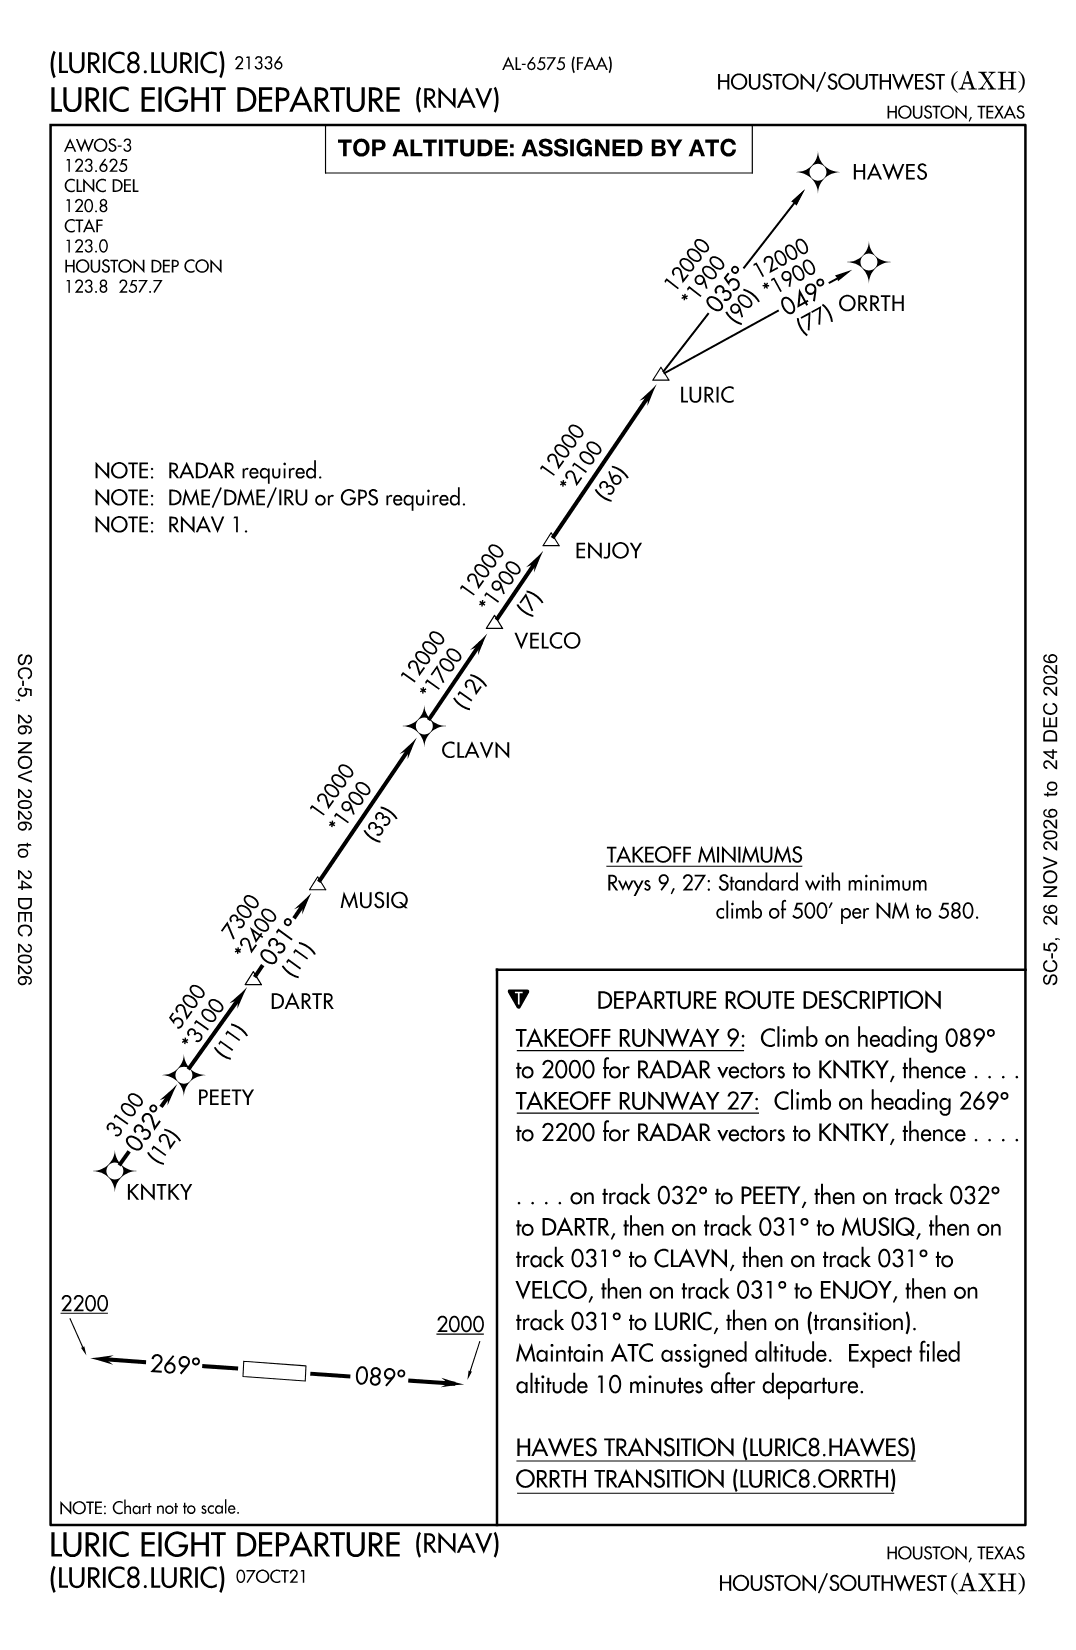 (LURIC8.LURIC) 21336
AL-6575 (FAA)
LURIC EIGHT DEPARTURE (RNAV)
HOUSTON/SOUTHWEST (AXH)
HOUSTON, TEXAS
TOP ALTITUDE: ASSIGNED BY ATC
AWOS-3
123.625
CLNC DEL
120.8
CTAF
123.0
HOUSTON DEP CON
123.8 257.7
HAWES
12000
*1900
035°
(90)
12000
*1900
049°
(77)
ORRTH
LURIC
12000
*2100
(36)
NOTE: RADAR required.
NOTE: DME/DME/IRU or GPS required.
NOTE: RNAV 1.
ENJOY
12000
*1900
(7)
VELCO
12000
*1700
(12)
CLAVN
12000
*1900
(33)
MUSIQ
7300
*2400
031°
(11)
DARTR
5200
*3100
(11)
PEETY
3100
032°
(12)
KNTKY
TAKEOFF MINIMUMS
Rwys 9, 27: Standard with minimum
climb of 500′ per NM to 580.
T
DEPARTURE ROUTE DESCRIPTION
TAKEOFF RUNWAY 9: Climb on heading 089°
to 2000 for RADAR vectors to KNTKY, thence . . . .
TAKEOFF RUNWAY 27: Climb on heading 269°
to 2200 for RADAR vectors to KNTKY, thence . . . .
. . . . on track 032° to PEETY, then on track 032°
to DARTR, then on track 031° to MUSIQ, then on
track 031° to CLAVN, then on track 031° to
VELCO, then on track 031° to ENJOY, then on
track 031° to LURIC, then on (transition).
Maintain ATC assigned altitude. Expect filed
altitude 10 minutes after departure.
HAWES TRANSITION (LURIC8.HAWES)
ORRTH TRANSITION (LURIC8.ORRTH)
2200
269°
2000
089°
NOTE: Chart not to scale.
SC-5, 26 NOV 2026 to 24 DEC 2026
SC-5, 26 NOV 2026 to 24 DEC 2026
LURIC EIGHT DEPARTURE (RNAV)
(LURIC8.LURIC) 07OCT21
HOUSTON, TEXAS
HOUSTON/SOUTHWEST (AXH)